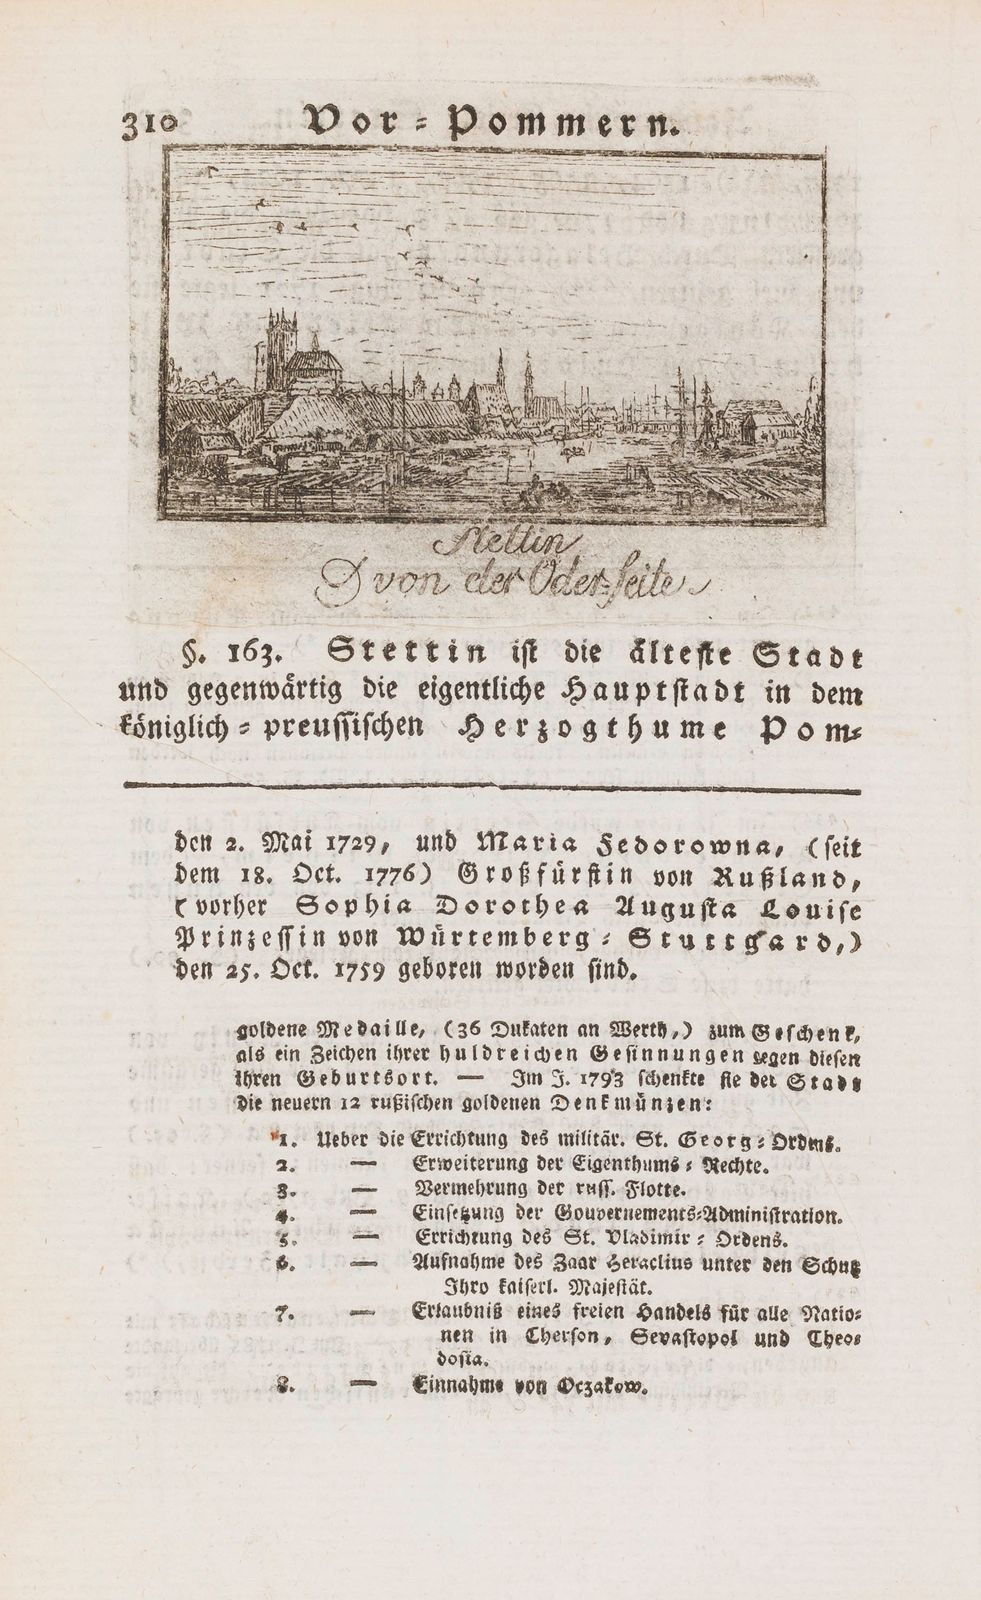 310 Vor-Pommern.
Stettin
von der Oder-Seite.
§. 163. Stettin ist die älteste Stadt
und gegenwärtig die eigentliche Hauptstadt in dem
königlich-preussischen Herzogthume Pom-
den 2. Mai 1729, und Maria Fedorowna, (seit
dem 18. Oct. 1776) Großfürstin von Rußland,
(vorher Sophia Dorothea Augusta Louise
Prinzessin von Würtemberg-Stuttgard,)
den 25. Oct. 1759 geboren worden sind.
goldene Medaille, (36 Dukaten an Werth,) zum Geschenk,
als ein Zeichen ihrer huldreichen Gesinnungen gegen diesen
Ihren Geburtsort. — Im J. 1793 schenkte sie der Stadt
die neuern 12 rußischen goldenen Denkmünzen:
1. Ueber die Errichtung des militär. St. Georg-Ordens.
2. — Erweiterung der Eigenthums-Rechte.
3. — Vermehrung der russ. Flotte.
4. — Einsetzung der Gouvernements-Administration.
5. — Errichtung des St. Vladimir-Ordens.
6. — Aufnahme des Zaar Heraclius unter den Schutz
Ihro kaiserl. Majestät.
7. — Erlaubniß eines freien Handels für alle Natio-
nen in Cherson, Sevastopol und Theo-
dosia.
8. — Einnahme von Oczakow.